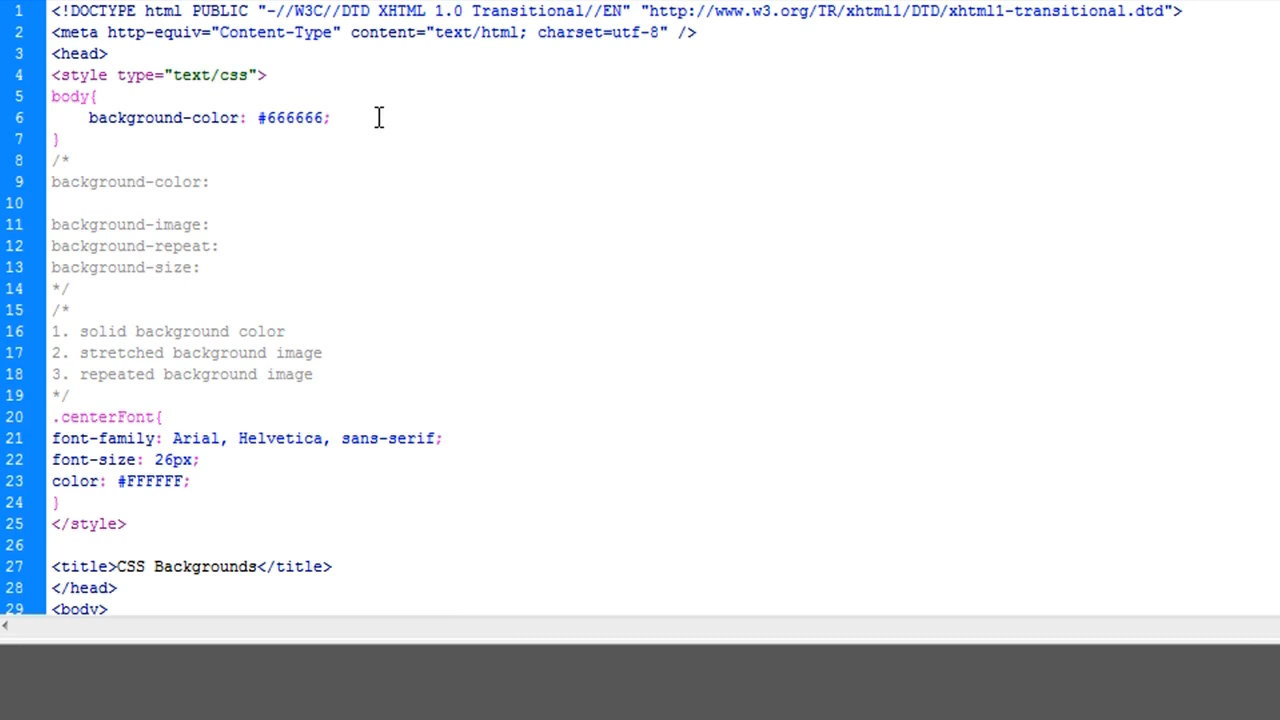 1 <!DOCTYPE html PUBLIC "-//W3C//DTD XHTML 1.0 Transitional//EN" "http://www.w3.org/TR/xhtml1/DTD/xhtml1-transitional.dtd">
2 <meta http-equiv="Content-Type" content="text/html; charset=utf-8" />
3 <head>
4 <style type="text/css">
5 body{
6     background-color: #666666;
7 }
8 /*
9 background-color:
10
11 background-image:
12 background-repeat:
13 background-size:
14 */
15 /*
16 1. solid background color
17 2. stretched background image
18 3. repeated background image
19 */
20 .centerFont{
21 font-family: Arial, Helvetica, sans-serif;
22 font-size: 26px;
23 color: #FFFFFF;
24 }
25 </style>
26
27 <title>CSS Backgrounds</title>
28 </head>
29 <body>